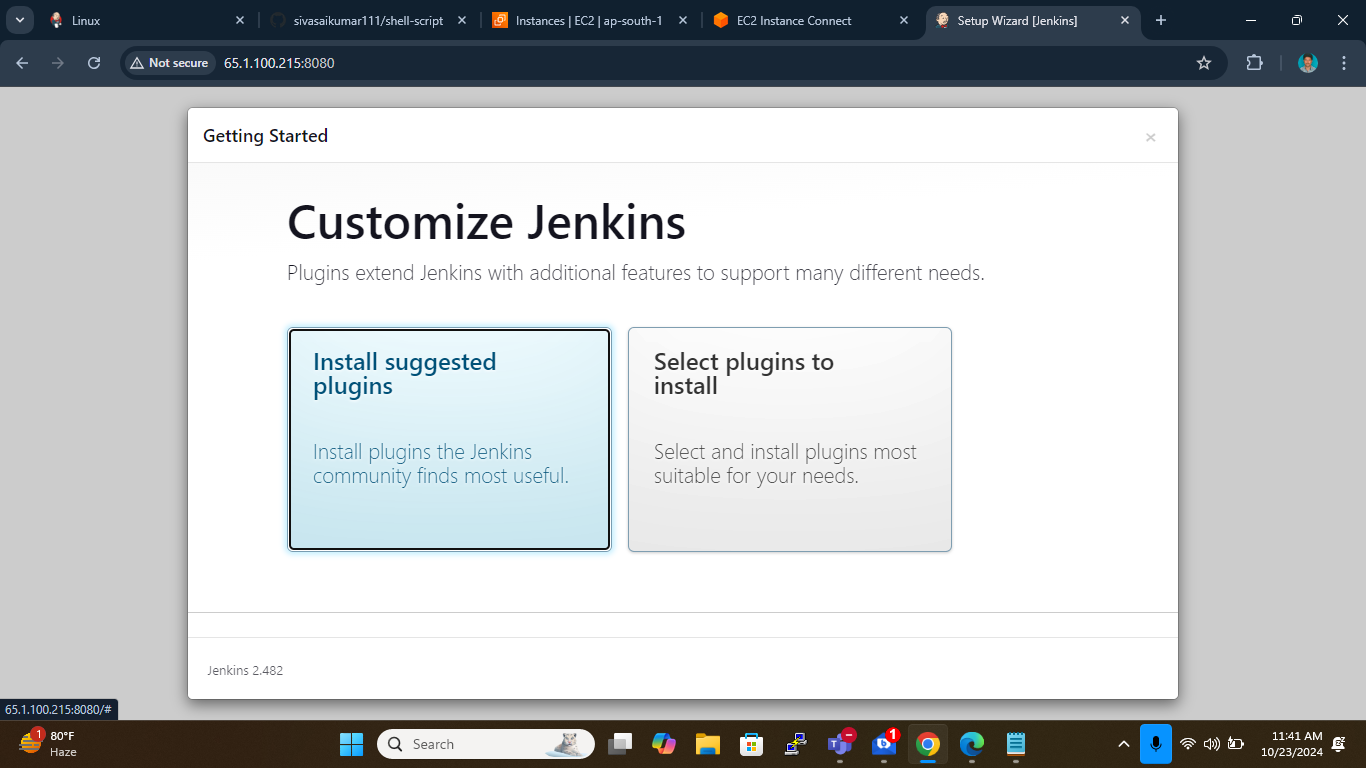 Linux
sivasaikumar111/shell-script
Instances | EC2 | ap-south-1
EC2 Instance Connect
Setup Wizard [Jenkins]
Not secure
65.1.100.215:8080
Getting Started
×
Customize Jenkins
Plugins extend Jenkins with additional features to support many different needs.
Install suggested
plugins
Install plugins the Jenkins
community finds most useful.
Select plugins to
install
Select and install plugins most
suitable for your needs.
Jenkins 2.482
65.1.100.215:8080/#
1
80°F
Haze
Search
1
11:41 AM
10/23/2024